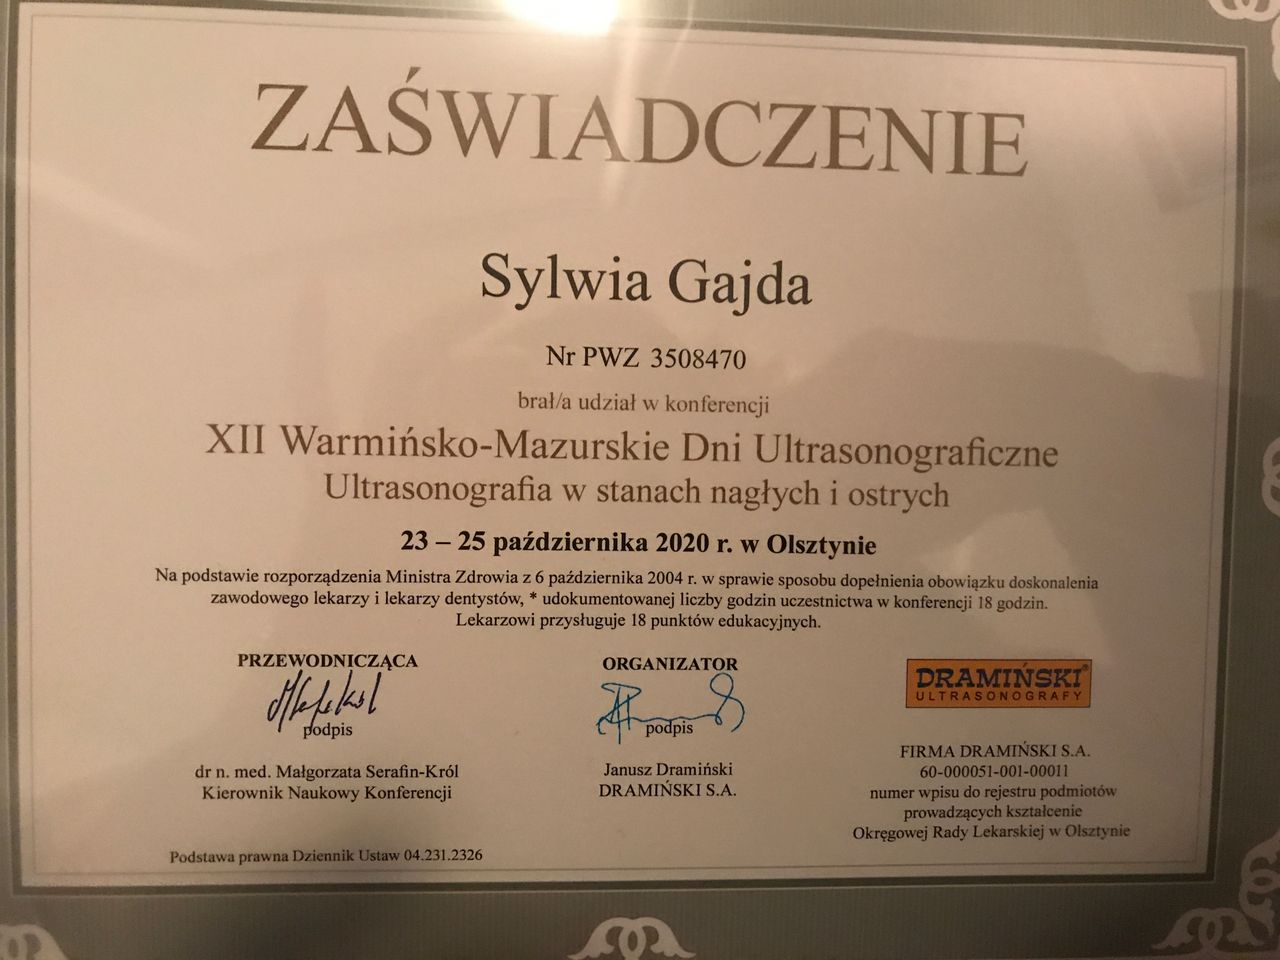 ZAŚWIADCZENIE
Sylwia Gajda
Nr PWZ 3508470
brał/a udział w konferencji
XII Warmińsko-Mazurskie Dni Ultrasonograficzne
Ultrasonografia w stanach nagłych i ostrych
23 – 25 października 2020 r. w Olsztynie
Na podstawie rozporządzenia Ministra Zdrowia z 6 października 2004 r. w sprawie sposobu dopełnienia obowiązku doskonalenia
zawodowego lekarzy i lekarzy dentystów, * udokumentowanej liczby godzin uczestnictwa w konferencji 18 godzin.
Lekarzowi przysługuje 18 punktów edukacyjnych.
PRZEWODNICZĄCA
podpis
dr n. med. Małgorzata Serafin-Król
Kierownik Naukowy Konferencji
ORGANIZATOR
podpis
Janusz Dramiński
DRAMIŃSKI S.A.
DRAMIŃSKI®
ULTRASONOGRAFY
FIRMA DRAMIŃSKI S.A.
60-000051-001-00011
numer wpisu do rejestru podmiotów
prowadzących kształcenie
Okręgowej Rady Lekarskiej w Olsztynie
Podstawa prawna Dziennik Ustaw 04.231.2326